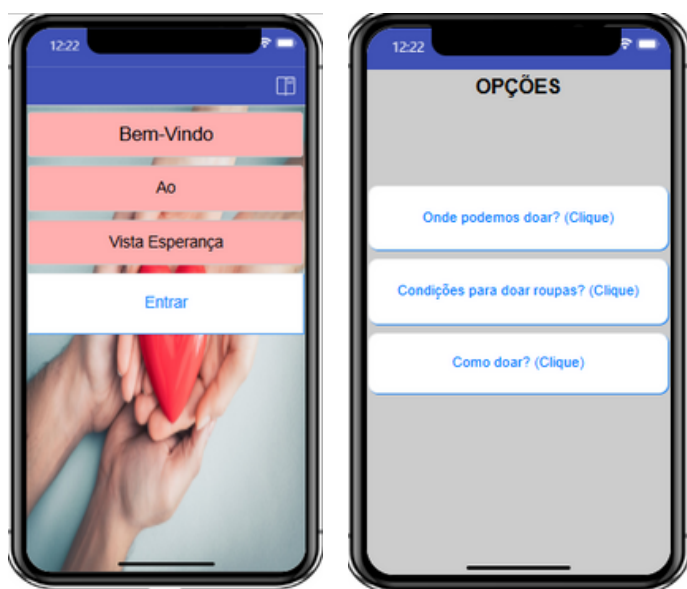 12:22
Bem-Vindo
Ao
Vista Esperança
Entrar
12:22
OPÇÕES
Onde podemos doar? (Clique)
Condições para doar roupas? (Clique)
Como doar? (Clique)